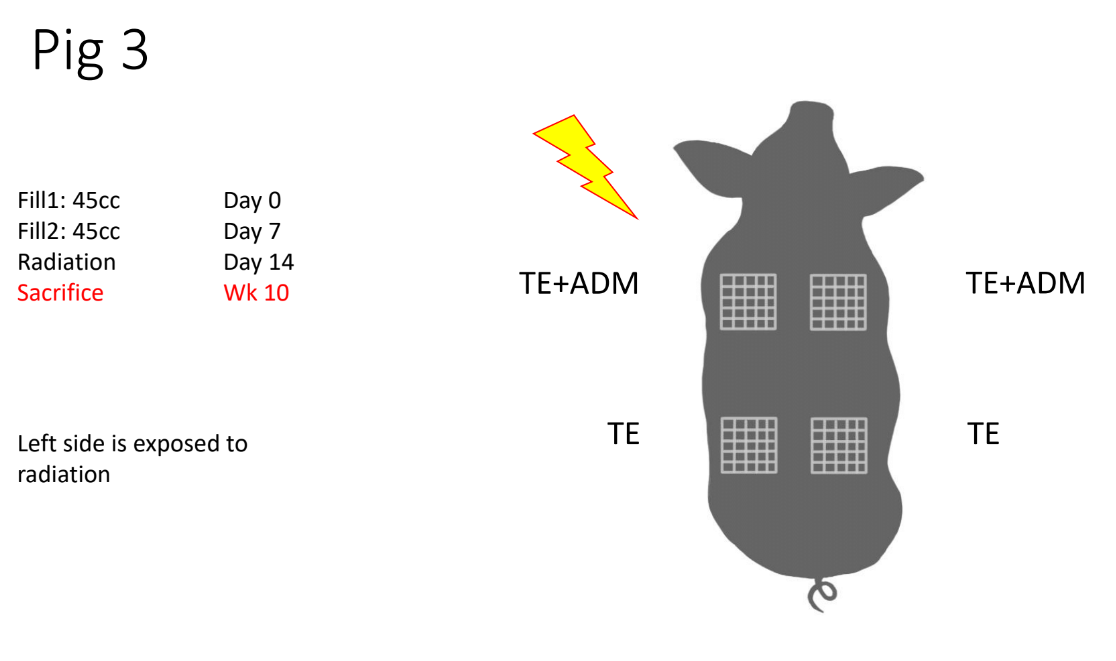 Pig 3
Fill1: 45cc Day 0
Fill2: 45cc Day 7
Radiation Day 14
Sacrifice Wk 10
Left side is exposed to
radiation
TE+ADM TE+ADM
TE TE